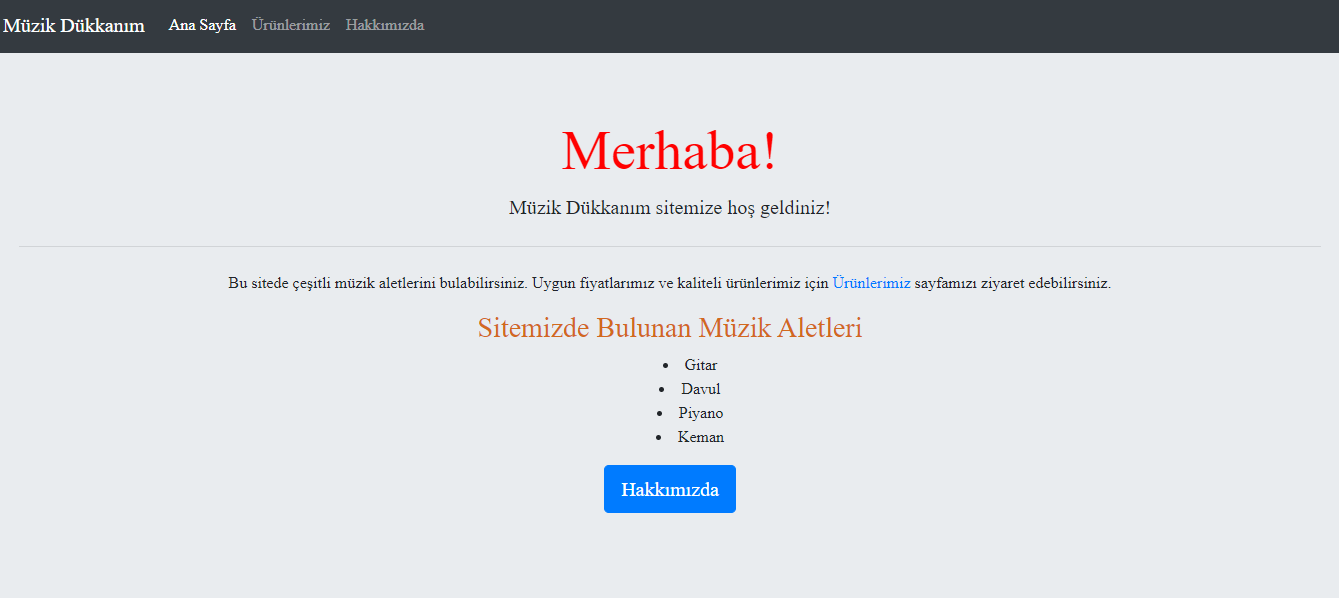 Müzik Dükkanım Ana Sayfa Ürünlerimiz Hakkımızda
Merhaba!
Müzik Dükkanım sitemize hoş geldiniz!
Bu sitede çeşitli müzik aletlerini bulabilirsiniz. Uygun fiyatlarımız ve kaliteli ürünlerimiz için Ürünlerimiz sayfamızı ziyaret edebilirsiniz.
Sitemizde Bulunan Müzik Aletleri
• Gitar
• Davul
• Piyano
• Keman
Hakkımızda